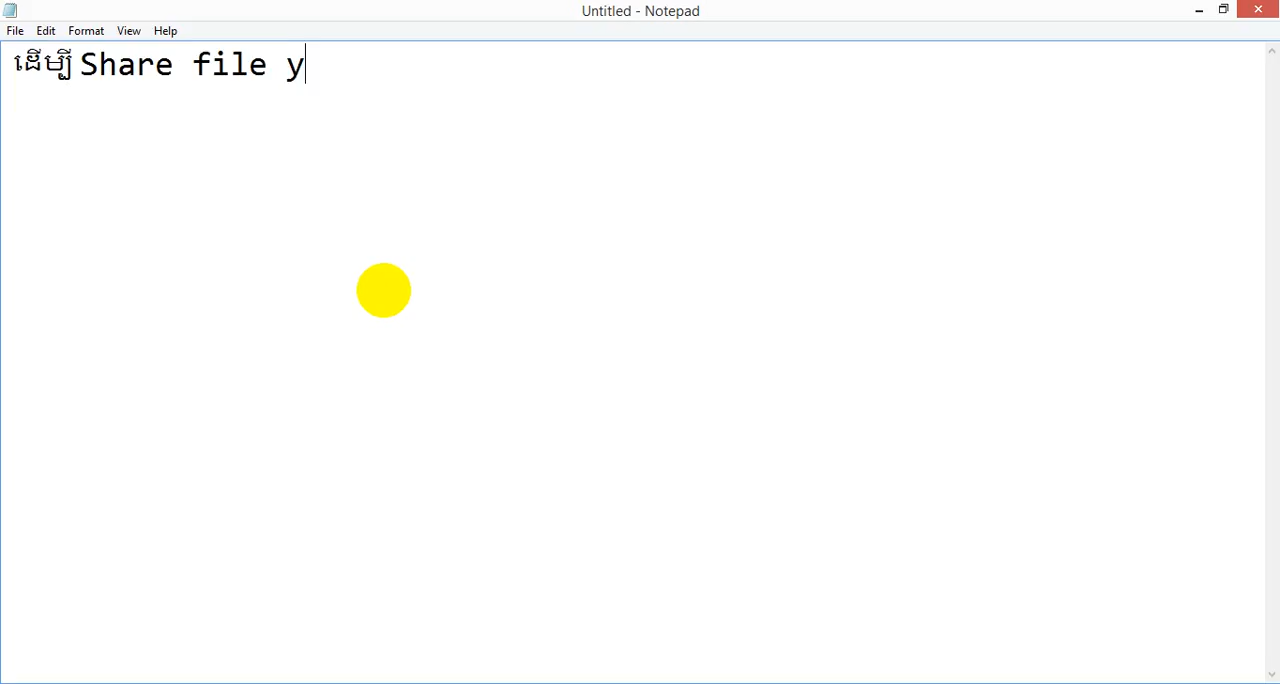 Untitled - Notepad
File Edit Format View Help
ដើម្បី Share file y